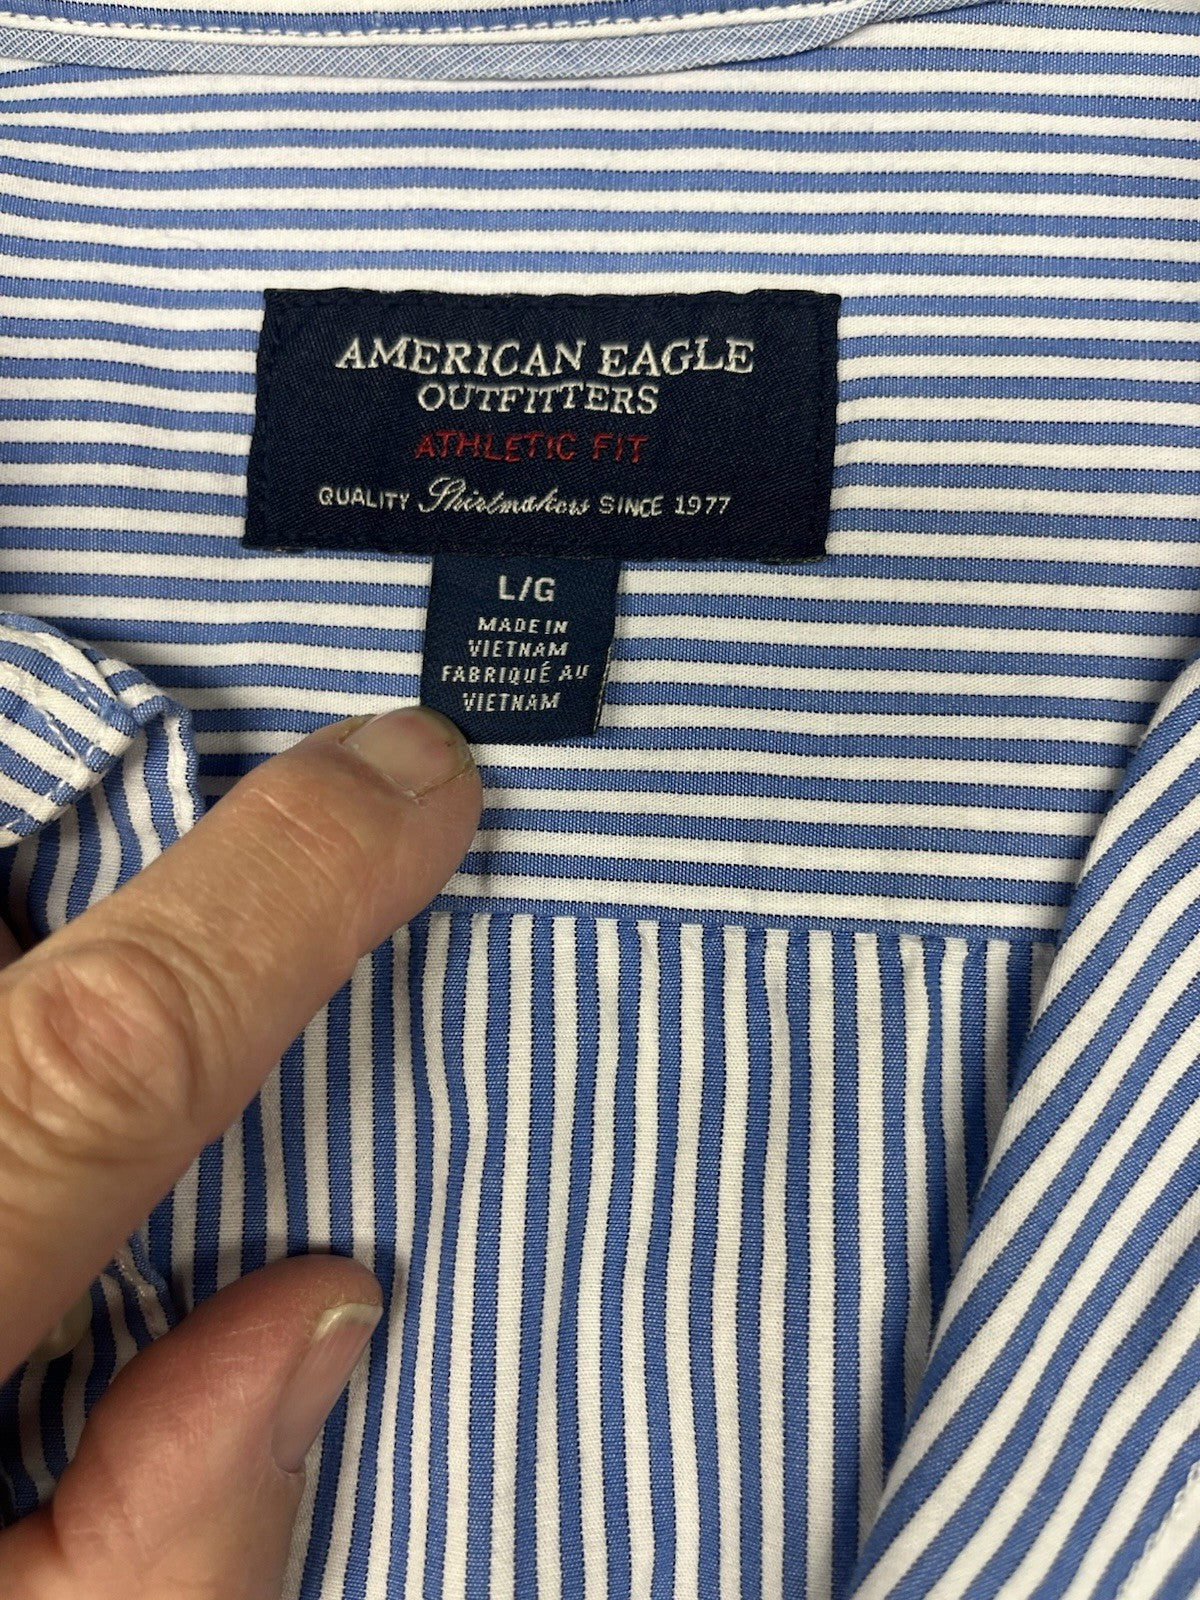 AMERICAN EAGLE
OUTFITTERS
ATHLETIC FIT
QUALITY Shirtmakers SINCE 1977
L/G
MADE IN
VIETNAM
FABRIQUÉ AU
VIETNAM